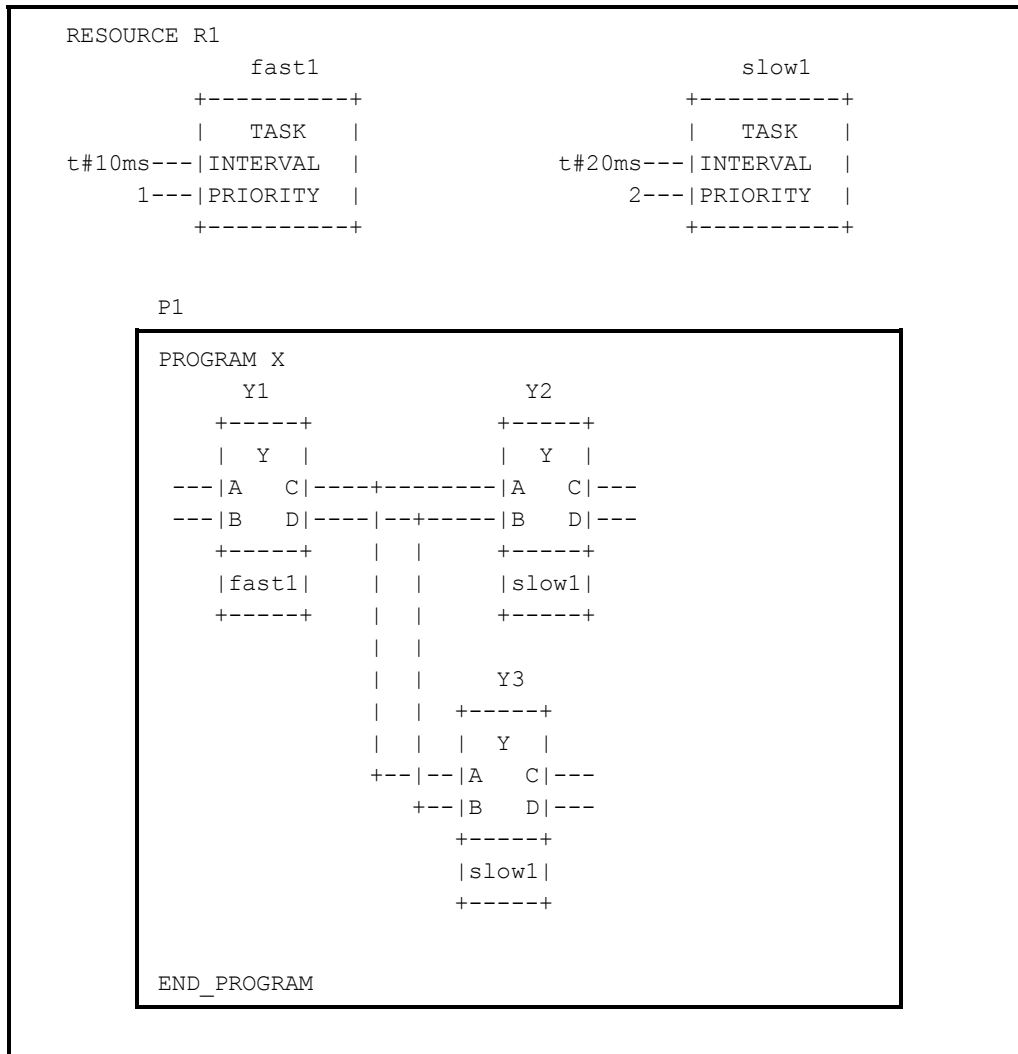 RESOURCE R1
fast1 slow1
+----------+ +----------+
| TASK | | TASK |
t#10ms---|INTERVAL | t#20ms---|INTERVAL |
1---|PRIORITY | 2---|PRIORITY |
+----------+ +----------+
P1
PROGRAM X
Y1 Y2
+-----+ +-----+
| Y | | Y |
---|A C|----+--------|A C|---
---|B D|----|--+-----|B D|---
+-----+ | | +-----+
|fast1| | | |slow1|
+-----+ | | +-----+
| |
| | Y3
| | +-----+
| | | Y |
+--|--|A C|---
+--|B D|---
+-----+
|slow1|
+-----+
END_PROGRAM